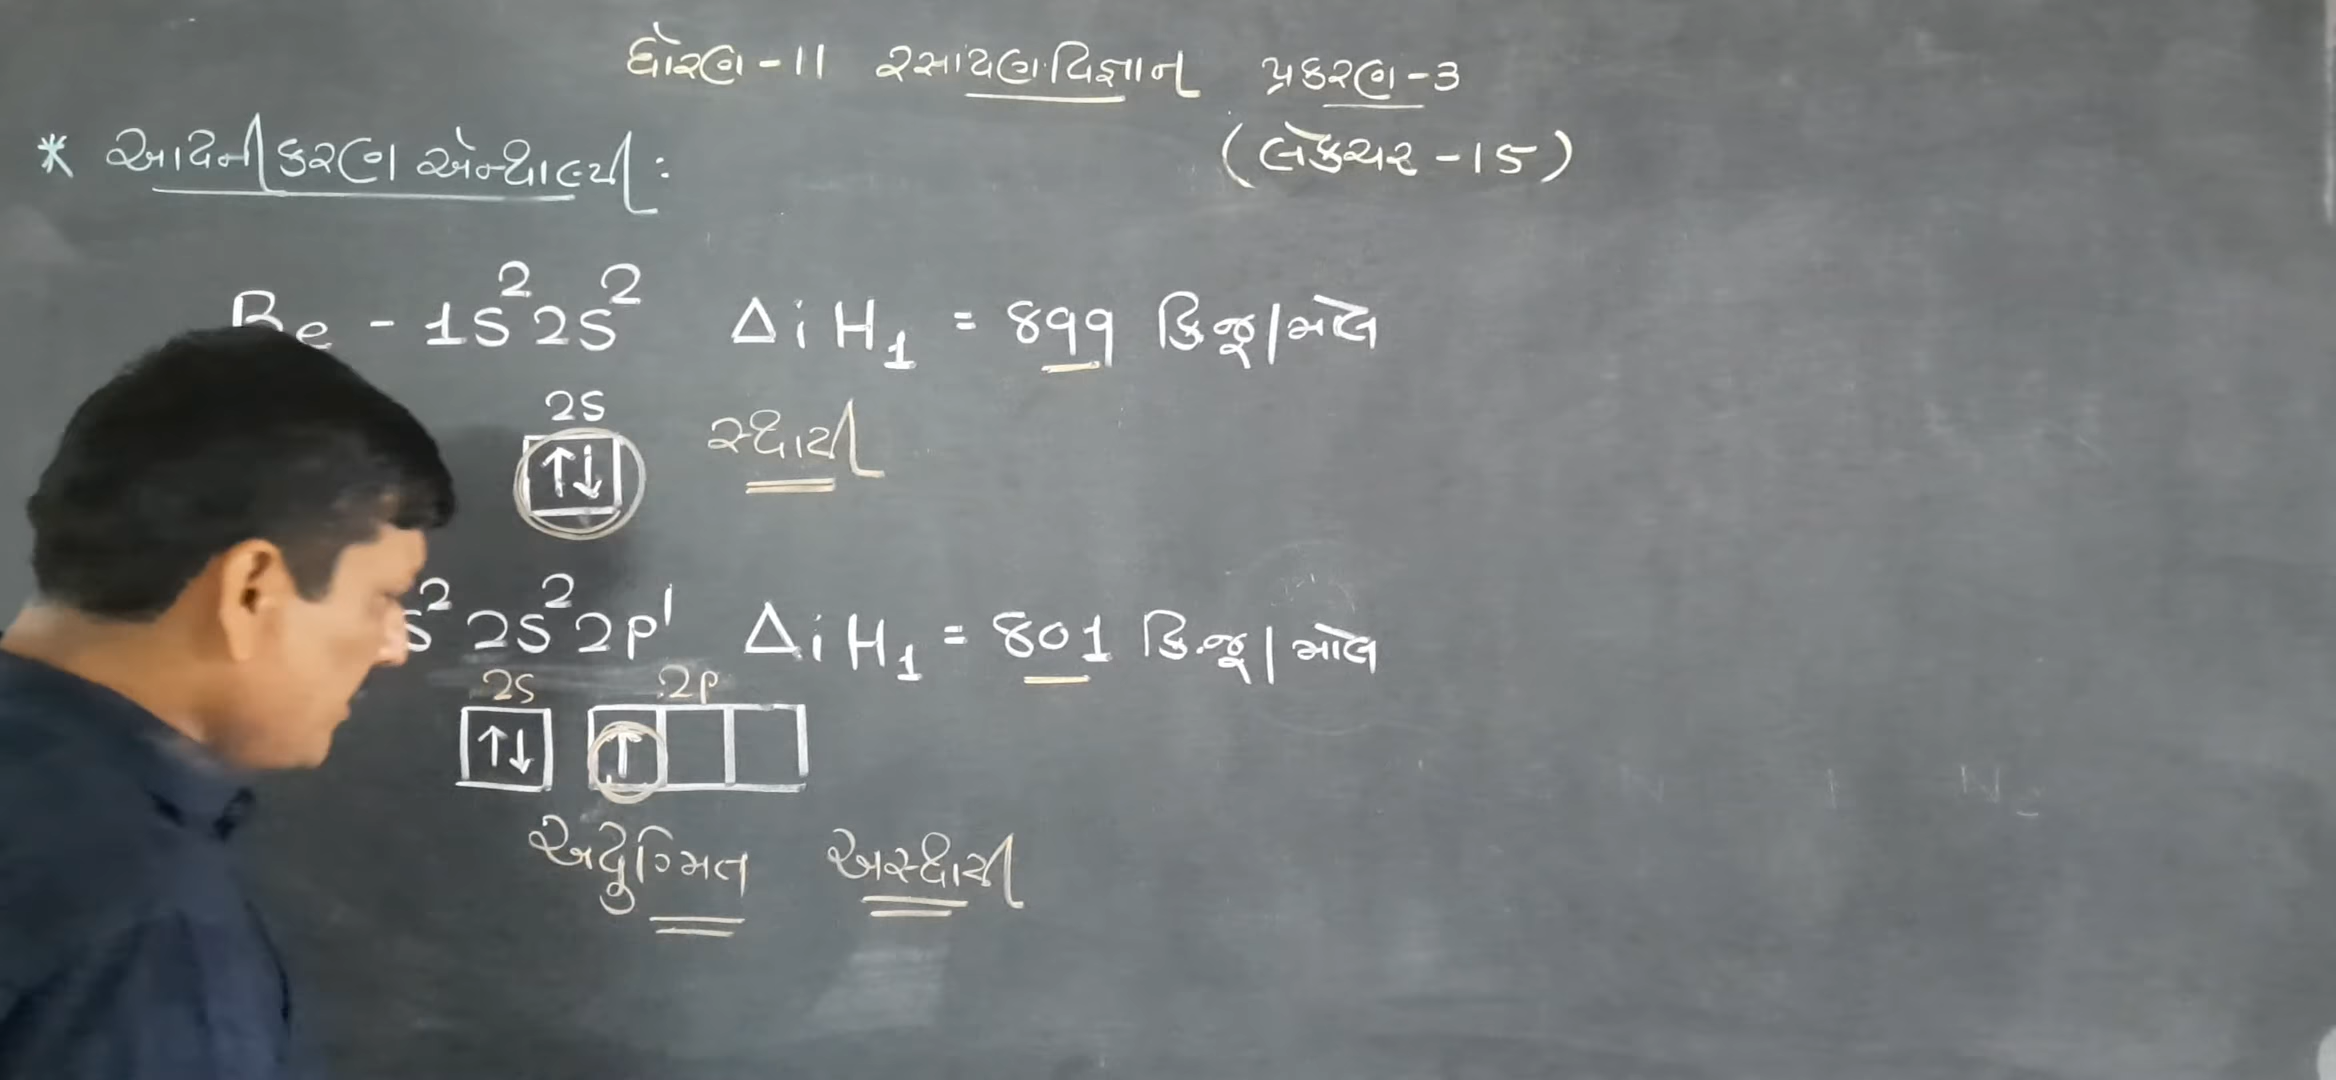 ધોરણ-11 રસાયણવિજ્ઞાન પ્રકરણ-3
(લેક્ચર-15)
* આયનીકરણ એન્થાલ્પી :
Be - 1s² 2s² ΔiH₁ = 899 કિજૂ/મોલ
2s
↑↓ સ્થાયી
s² 2s² 2p¹ ΔiH₁ = 801 કિ.જૂ/મોલ
2s 2p
↑↓ ↑
અયુગ્મિત અસ્થાયી